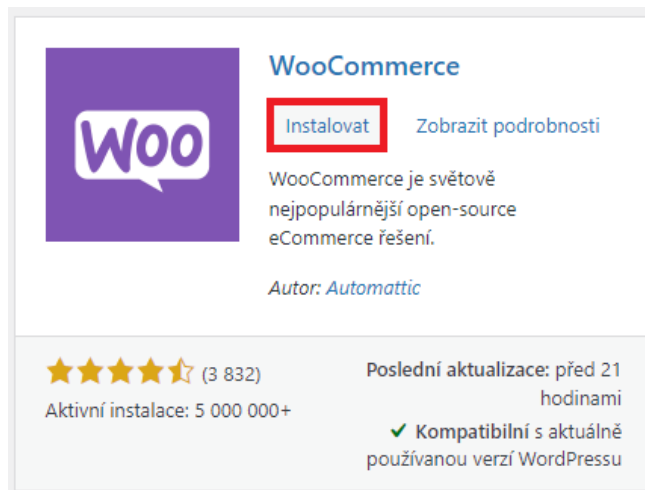 WooCommerce
woo
Instalovat
Zobrazit podrobnosti
WooCommerce je světově
nejpopulárnější open-source
eCommerce řešení.
Autor: Automattic
(3 832)
Aktivní instalace: 5 000 000+
Poslední aktualizace: před 21
hodinami
✔ Kompatibilní s aktuálně
používanou verzí WordPressu